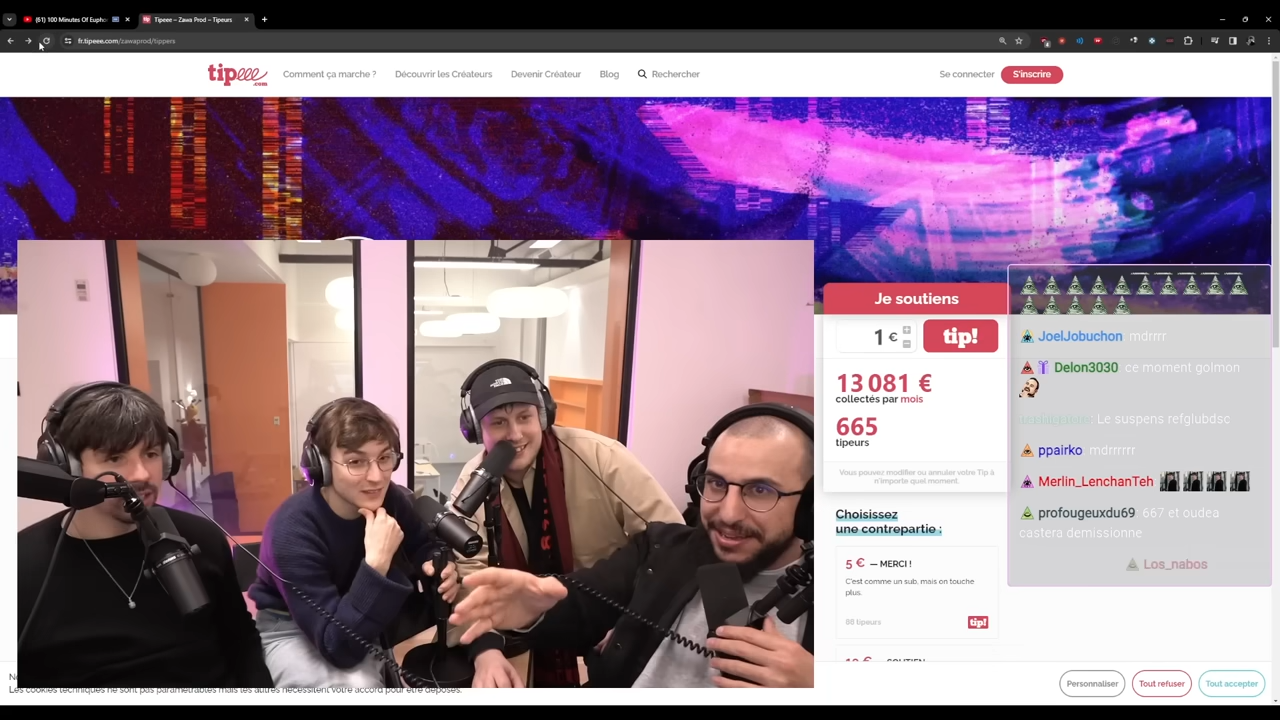 (61) 100 Minutes Of Eupho
Tipeee – Zawa Prod – Tipeurs
fr.tipeee.com/zawaprod/tippers
tipeee
.com
Comment ça marche ?
Découvrir les Créateurs
Devenir Créateur
Blog
Rechercher
Se connecter
S'inscrire
Je soutiens
1 €
tip!
13 081 €
collectés par mois
665
tipeurs
Vous pouvez modifier ou annuler votre Tip à
n'importe quel moment.
Choisissez
une contrepartie :
5 € — MERCI !
C'est comme un sub, mais on touche
plus.
88 tipeurs
tip!
JoelJobuchon mdrrrr
Delon3030 ce moment golmon
: Le suspens refglubdsc
ppairko mdrrrrrr
Merlin_LenchanTeh
profougeuxdu69 667 et oudea
castera demissionne
Los_nabos
THE
NORTH
FACE
Les cookies techniques ne sont pas paramétrables mais les autres nécessitent votre accord pour être déposés.
Personnaliser
Tout refuser
Tout accepter